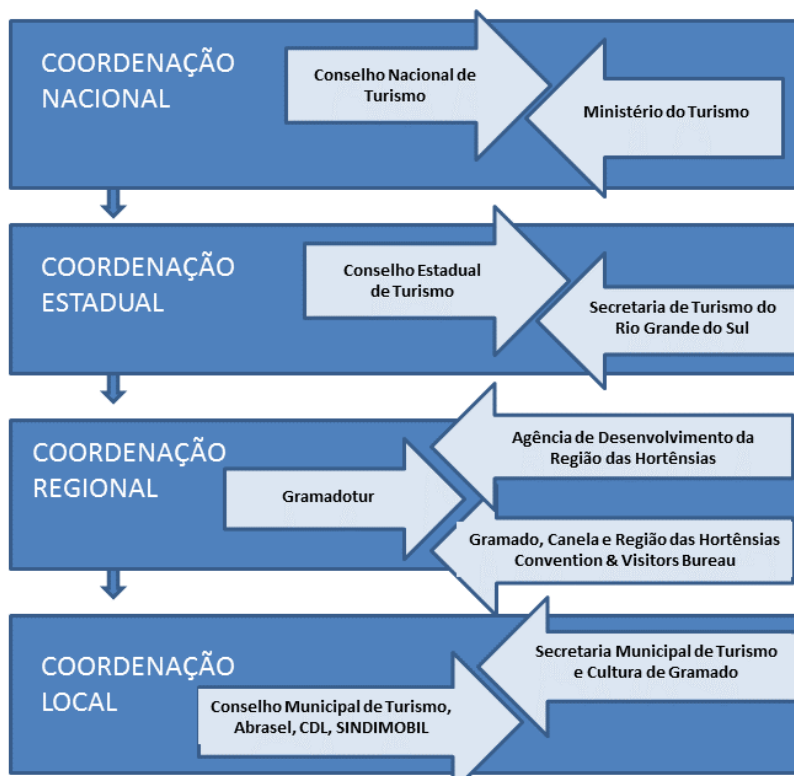 COORDENAÇÃO
NACIONAL
Conselho Nacional de
Turismo
Ministério do Turismo
COORDENAÇÃO
ESTADUAL
Conselho Estadual
de Turismo
Secretaria de Turismo do
Rio Grande do Sul
COORDENAÇÃO
REGIONAL
Gramadotur
Agência de Desenvolvimento da
Região das Hortênsias
Gramado, Canela e Região das Hortênsias
Convention & Visitors Bureau
COORDENAÇÃO
LOCAL
Conselho Municipal de Turismo,
Abrasel, CDL, SINDIMOBIL
Secretaria Municipal de Turismo
e Cultura de Gramado